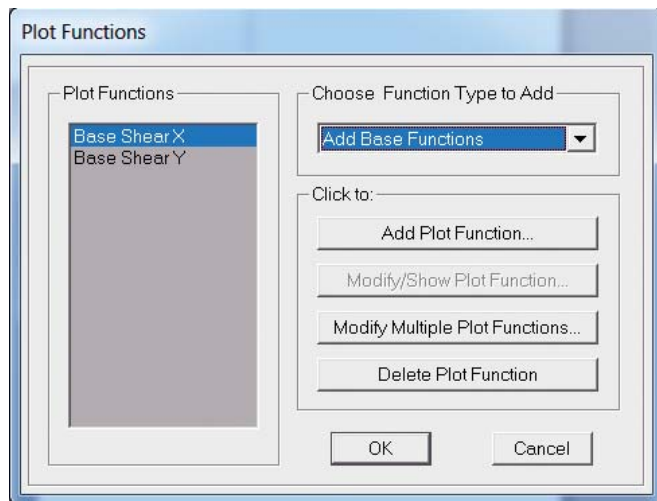 Plot Functions
Plot Functions
Base Shear X
Base Shear Y
Choose Function Type to Add
Add Base Functions
Click to:
Add Plot Function...
Modify/Show Plot Function...
Modify Multiple Plot Functions...
Delete Plot Function
OK
Cancel